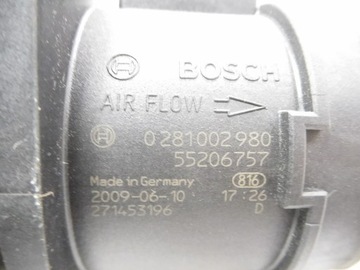 BOSCH
AIR FLOW
0 281 002 980
55206757
Made in Germany 816
2009-06-10 17:26
271453196 D